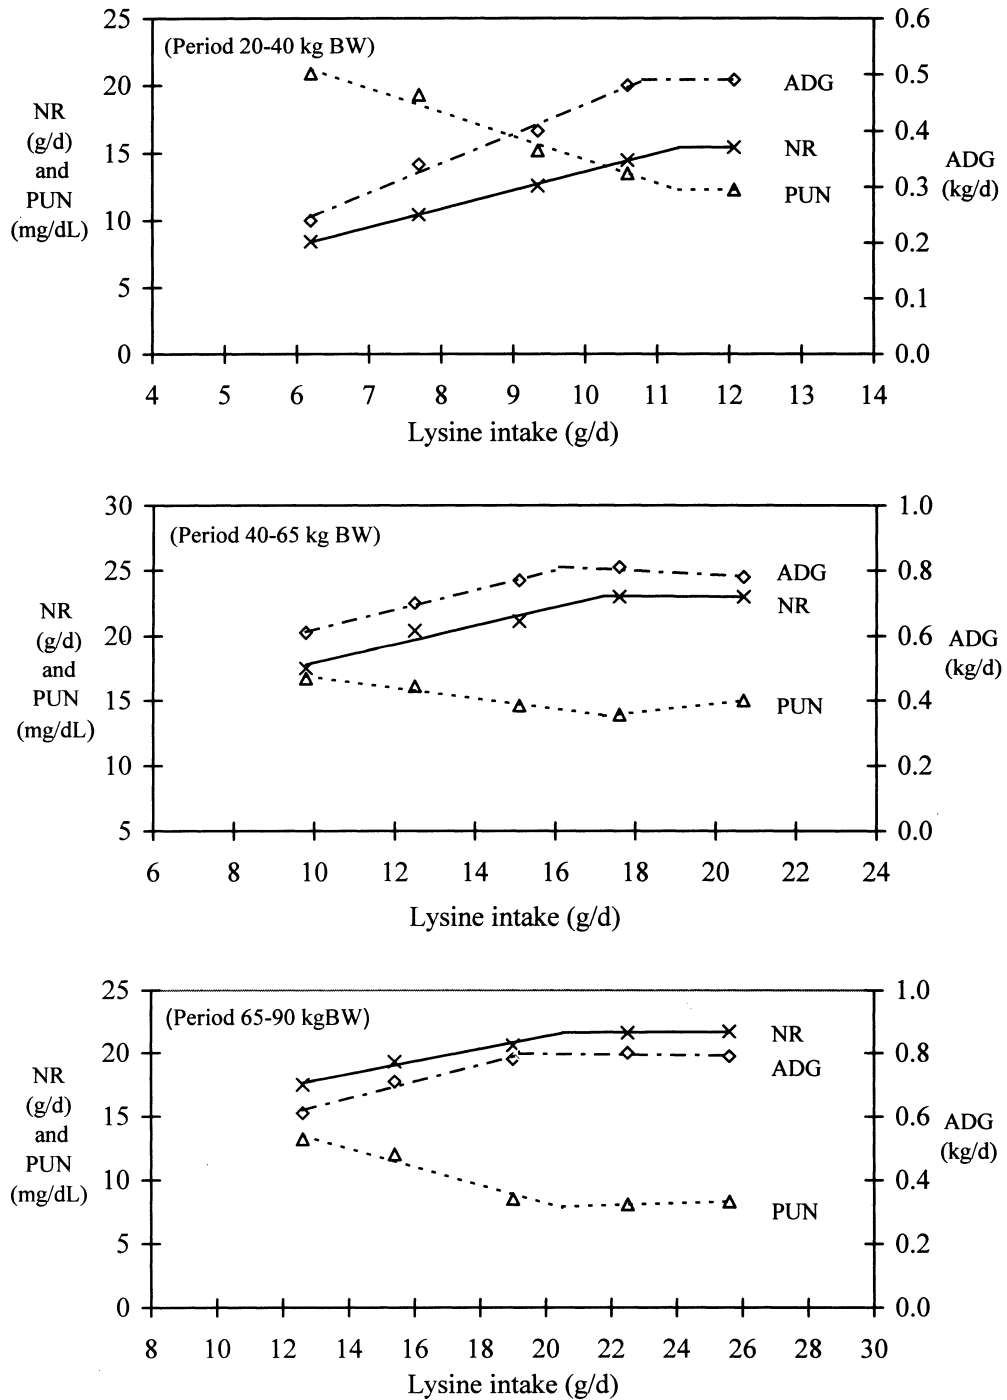 (Period 20-40 kg BW)
NR
(g/d)
and
PUN
(mg/dL)
25
20
15
10
5
0
0.6
0.5
0.4
0.3
0.2
0.1
0.0
ADG
(kg/d)
ADG
NR
PUN
4 5 6 7 8 9 10 11 12 13 14
Lysine intake (g/d)
(Period 40-65 kg BW)
NR
(g/d)
and
PUN
(mg/dL)
30
25
20
15
10
5
1.0
0.8
0.6
0.4
0.2
0.0
ADG
(kg/d)
ADG
NR
PUN
6 8 10 12 14 16 18 20 22 24
Lysine intake (g/d)
(Period 65-90 kgBW)
NR
(g/d)
and
PUN
(mg/dL)
25
20
15
10
5
0
1.0
0.8
0.6
0.4
0.2
0.0
ADG
(kg/d)
NR
ADG
PUN
8 10 12 14 16 18 20 22 24 26 28 30
Lysine intake (g/d)